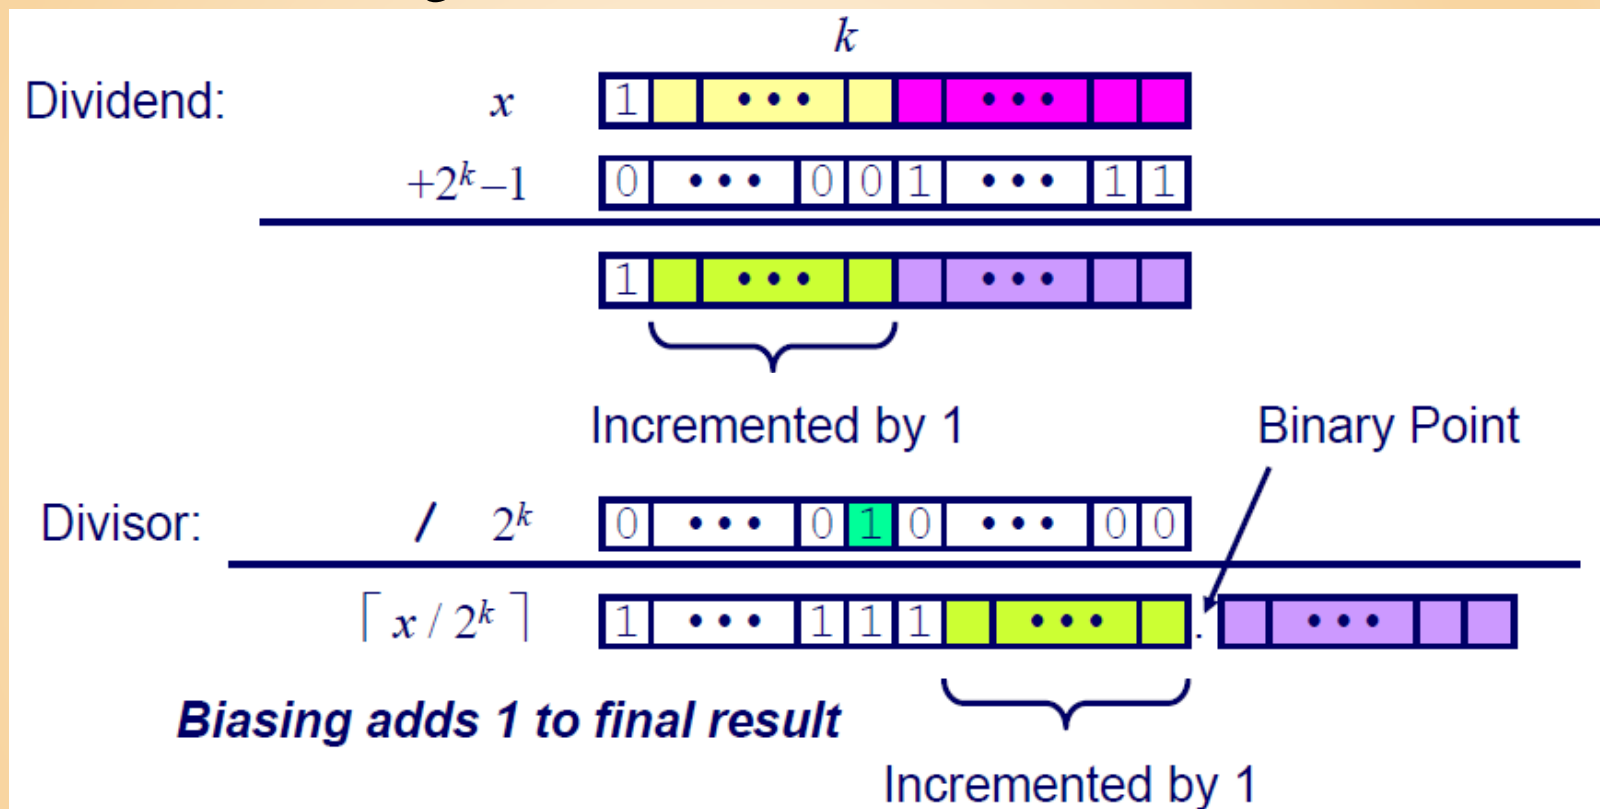 k
Dividend: x 1 ••• •••
+2ᵏ–1 0 ••• 0 0 1 ••• 1 1
1 ••• •••
Incremented by 1
Binary Point
Divisor: / 2ᵏ 0 ••• 0 1 0 ••• 0 0
⌈ x / 2ᵏ ⌉ 1 ••• 1 1 1 ••• . •••
Biasing adds 1 to final result
Incremented by 1